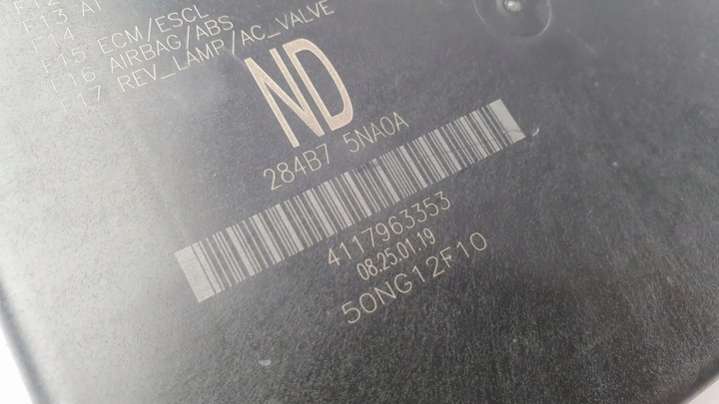 F13 AT
F14
F15 ECM/ESCL
F16 AIRBAG/ABS
F17 REV_LAMP/AC_VALVE
ND
284B7 5NA0A
4117963353
08.25.01.19
50NG12F10